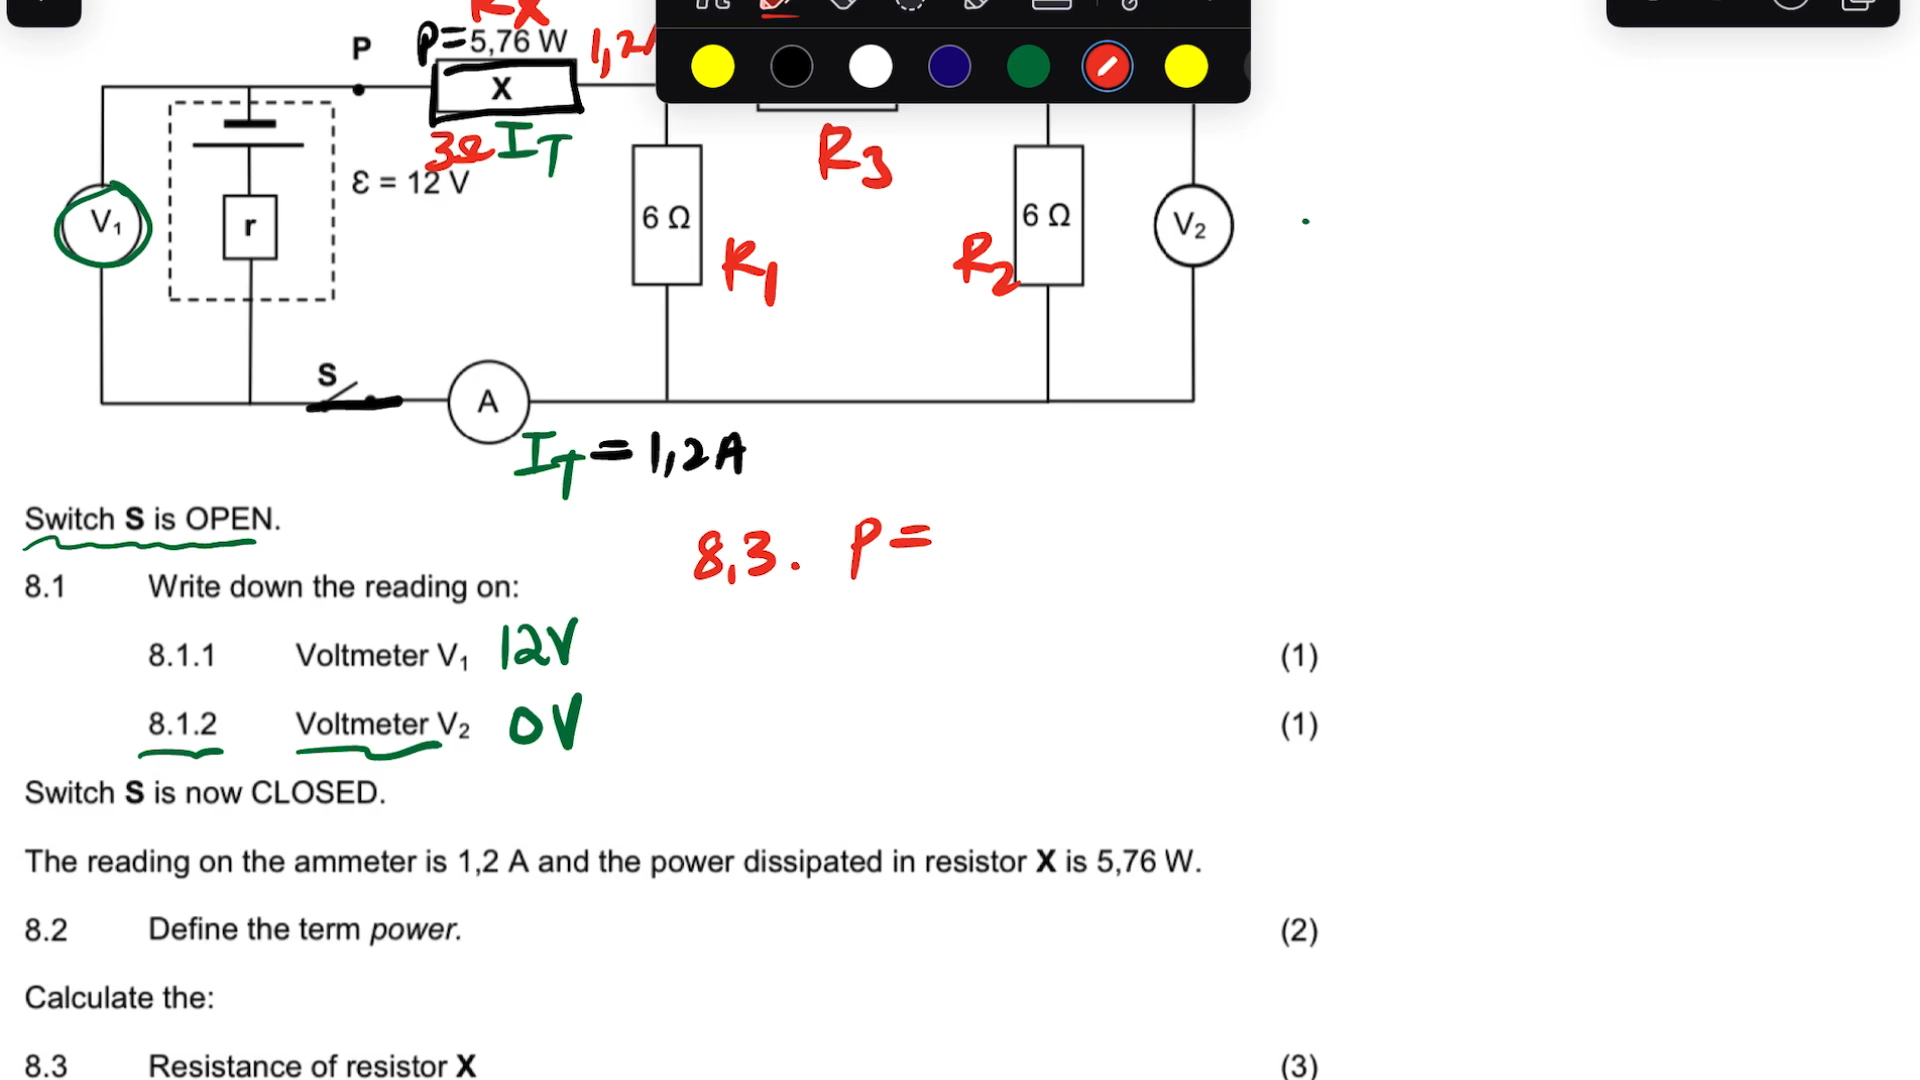 Rx
P
P=5,76 W
1,2A
X
3Ω I_T
R3
ε = 12 V
V₁
r
6 Ω
R1
6 Ω
R2
V₂
S
A
I_T = 1,2A
Switch S is OPEN.
8,3. P=
8.1 Write down the reading on:
8.1.1 Voltmeter V₁ 12V (1)
8.1.2 Voltmeter V₂ 0V (1)
Switch S is now CLOSED.
The reading on the ammeter is 1,2 A and the power dissipated in resistor X is 5,76 W.
8.2 Define the term power. (2)
Calculate the:
8.3 Resistance of resistor X (3)